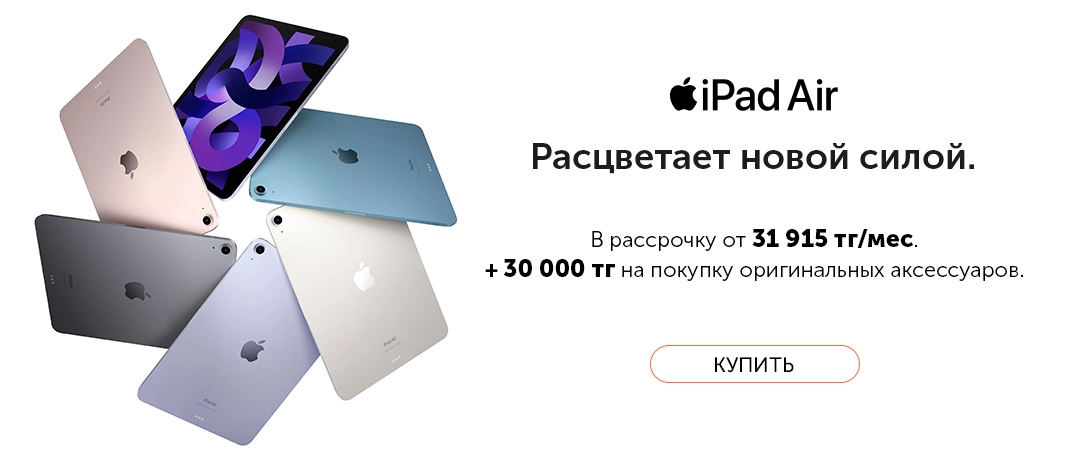 iPad Air
Расцветает новой силой.
В рассрочку от 31 915 тг/мес.
+ 30 000 тг на покупку оригинальных аксессуаров.
КУПИТЬ